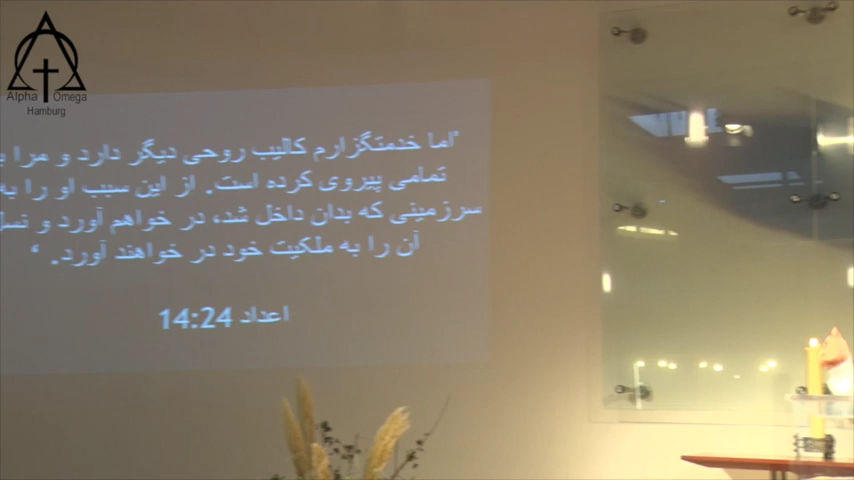 Alpha Omega
Hamburg
"اما خدمتگزارم کالیب روحی دیگر دارد و مرا
تمامی پیروی کرده است. از این سبب او را به
سرزمینی که بدان داخل شد، در خواهم آورد و
آن را به ملکیت خود در خواهند آورد. ‘
اعداد 14:24